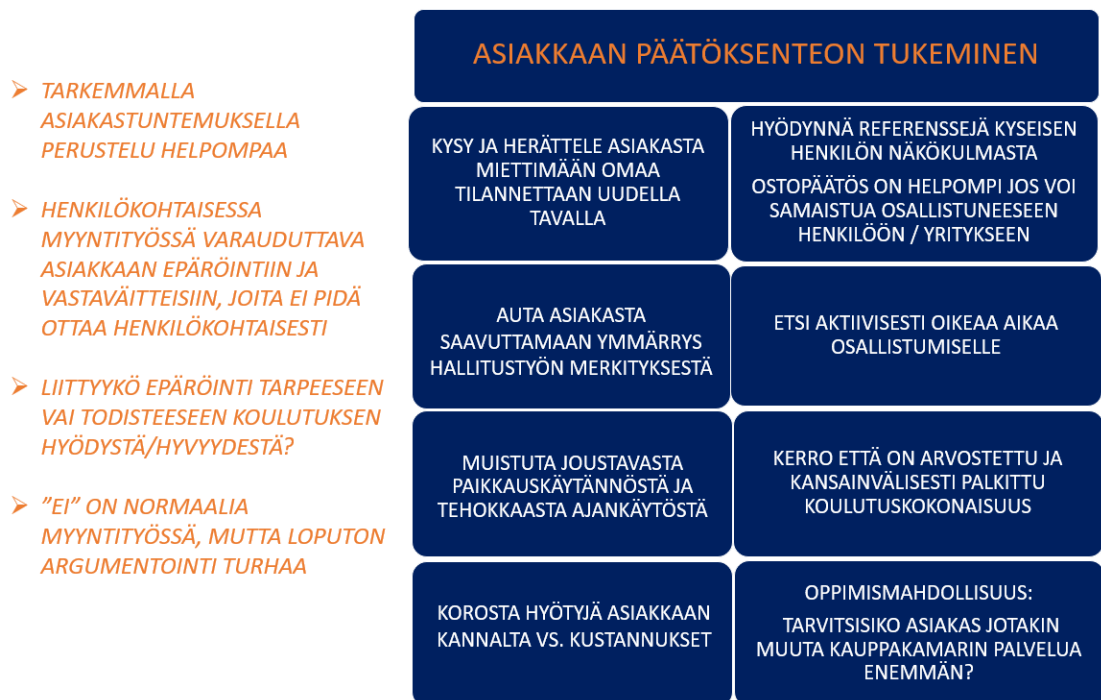 ASIAKKAAN PÄÄTÖKSENTEON TUKEMINEN
➢ TARKEMMALLA
ASIAKASTUNTEMUKSELLA
PERUSTELU HELPOMPAA
➢ HENKILÖKOHTAISESSA
MYYNTITYÖSSÄ VARAUDUTTAVA
ASIAKKAAN EPÄRÖINTIIN JA
VASTAVÄITTEISIIN, JOITA EI PIDÄ
OTTAA HENKILÖKOHTAISESTI
➢ LIITTYYKÖ EPÄRÖINTI TARPEESEEN
VAI TODISTEESEEN KOULUTUKSEN
HYÖDYSTÄ/HYVYYDESTÄ?
➢ ”EI” ON NORMAALIA
MYYNTITYÖSSÄ, MUTTA LOPUTON
ARGUMENTOINTI TURHAA
KYSY JA HERÄTTELE ASIAKASTA
MIETTIMÄÄN OMAA
TILANNETTAAN UUDELLA
TAVALLA
HYÖDYNNÄ REFERENSSEJÄ KYSEISEN
HENKILÖN NÄKÖKULMASTA
OSTOPÄÄTÖS ON HELPOMPI JOS VOI
SAMAISTUA OSALLISTUNEESEEN
HENKILÖÖN / YRITYKSEEN
AUTA ASIAKASTA
SAAVUTTAMAAN YMMÄRRYS
HALLITUSTYÖN MERKITYKSESTÄ
ETSI AKTIIVISESTI OIKEAA AIKAA
OSALLISTUMISELLE
MUISTUTA JOUSTAVASTA
PAIKKAUSKÄYTÄNNÖSTÄ JA
TEHOKKAASTA AJANKÄYTÖSTÄ
KERRO ETTÄ ON ARVOSTETTU JA
KANSAINVÄLISESTI PALKITTU
KOULUTUSKOKONAISUUS
KOROSTA HYÖTYJÄ ASIAKKAAN
KANNALTA VS. KUSTANNUKSET
OPPIMISMAHDOLLISUUS:
TARVITSISIKO ASIAKAS JOTAKIN
MUUTA KAUPPAKAMARIN PALVELUA
ENEMMÄN?